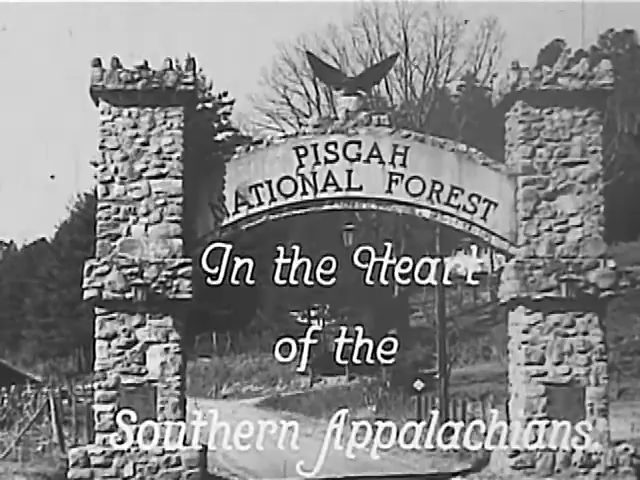 PISGAH
NATIONAL FOREST
In the Heart
of the
Southern Appalachians.